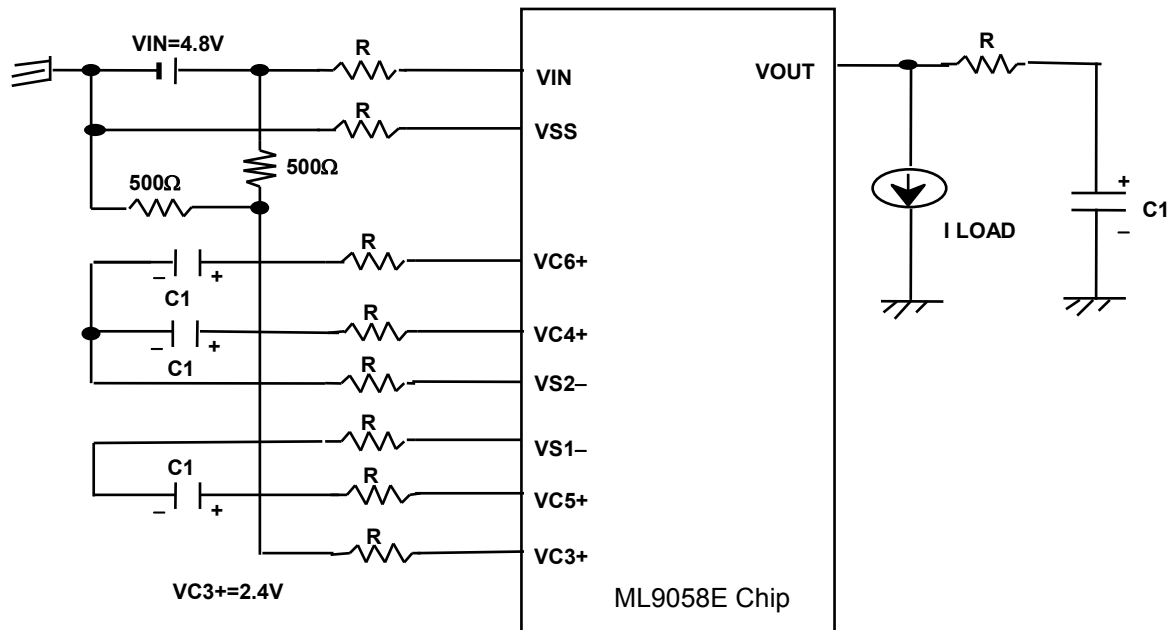 VIN=4.8V
R
VIN
VOUT
R
R
VSS
500Ω
500Ω
I LOAD
+
C1
–
R
– +
VC6+
C1
R
– +
VC4+
C1
R
VS2–
R
VS1–
C1
R
– +
VC5+
R
VC3+
VC3+=2.4V
ML9058E Chip